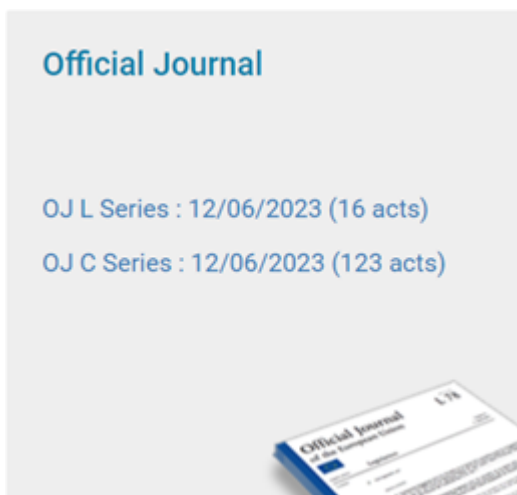 Official Journal
OJ L Series : 12/06/2023 (16 acts)
OJ C Series : 12/06/2023 (123 acts)
Official Journal
L 78
of the European Union
Legislation